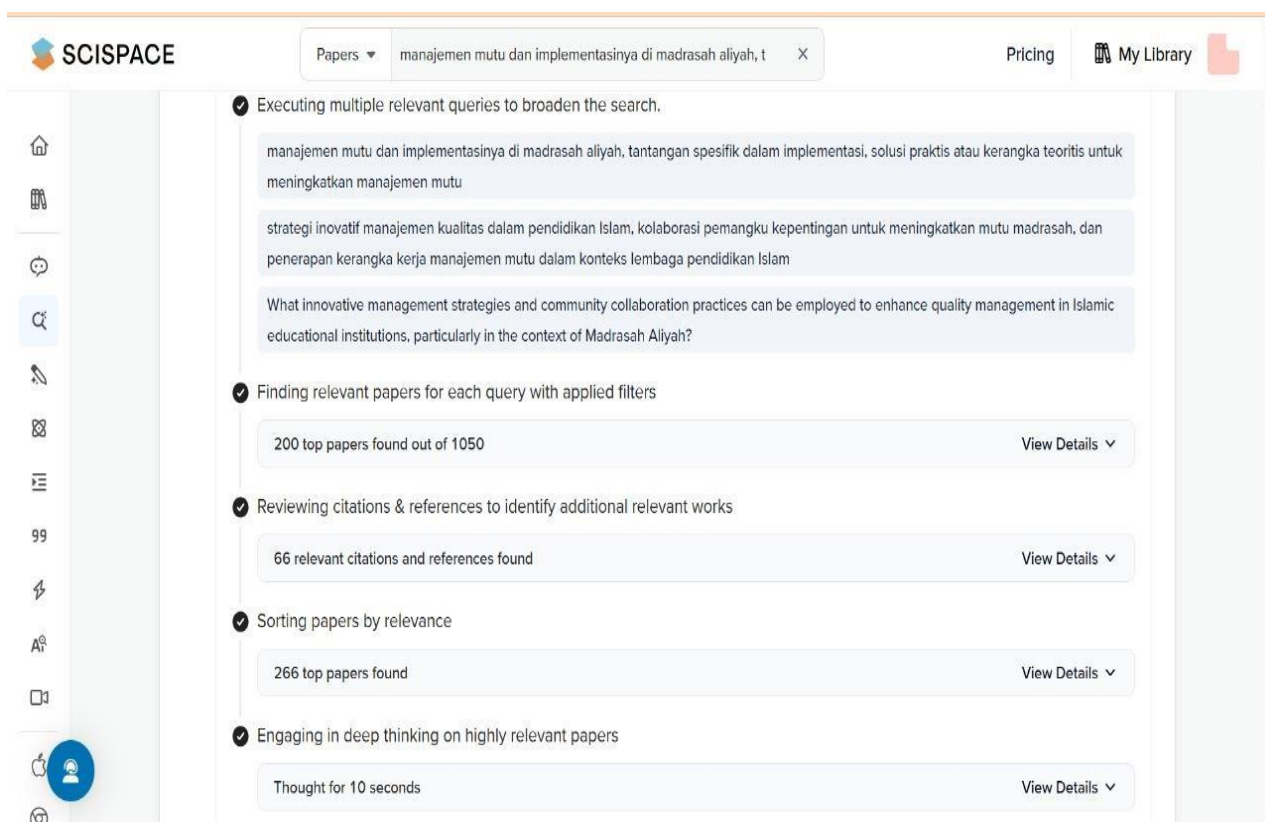 SCISPACE
Papers
manajemen mutu dan implementasinya di madrasah aliyah, t
Pricing
My Library
Executing multiple relevant queries to broaden the search.
manajemen mutu dan implementasinya di madrasah aliyah, tantangan spesifik dalam implementasi, solusi praktis atau kerangka teoritis untuk
meningkatkan manajemen mutu
strategi inovatif manajemen kualitas dalam pendidikan Islam, kolaborasi pemangku kepentingan untuk meningkatkan mutu madrasah, dan
penerapan kerangka kerja manajemen mutu dalam konteks lembaga pendidikan Islam
What innovative management strategies and community collaboration practices can be employed to enhance quality management in Islamic
educational institutions, particularly in the context of Madrasah Aliyah?
Finding relevant papers for each query with applied filters
200 top papers found out of 1050
View Details
Reviewing citations & references to identify additional relevant works
66 relevant citations and references found
View Details
Sorting papers by relevance
266 top papers found
View Details
Engaging in deep thinking on highly relevant papers
Thought for 10 seconds
View Details